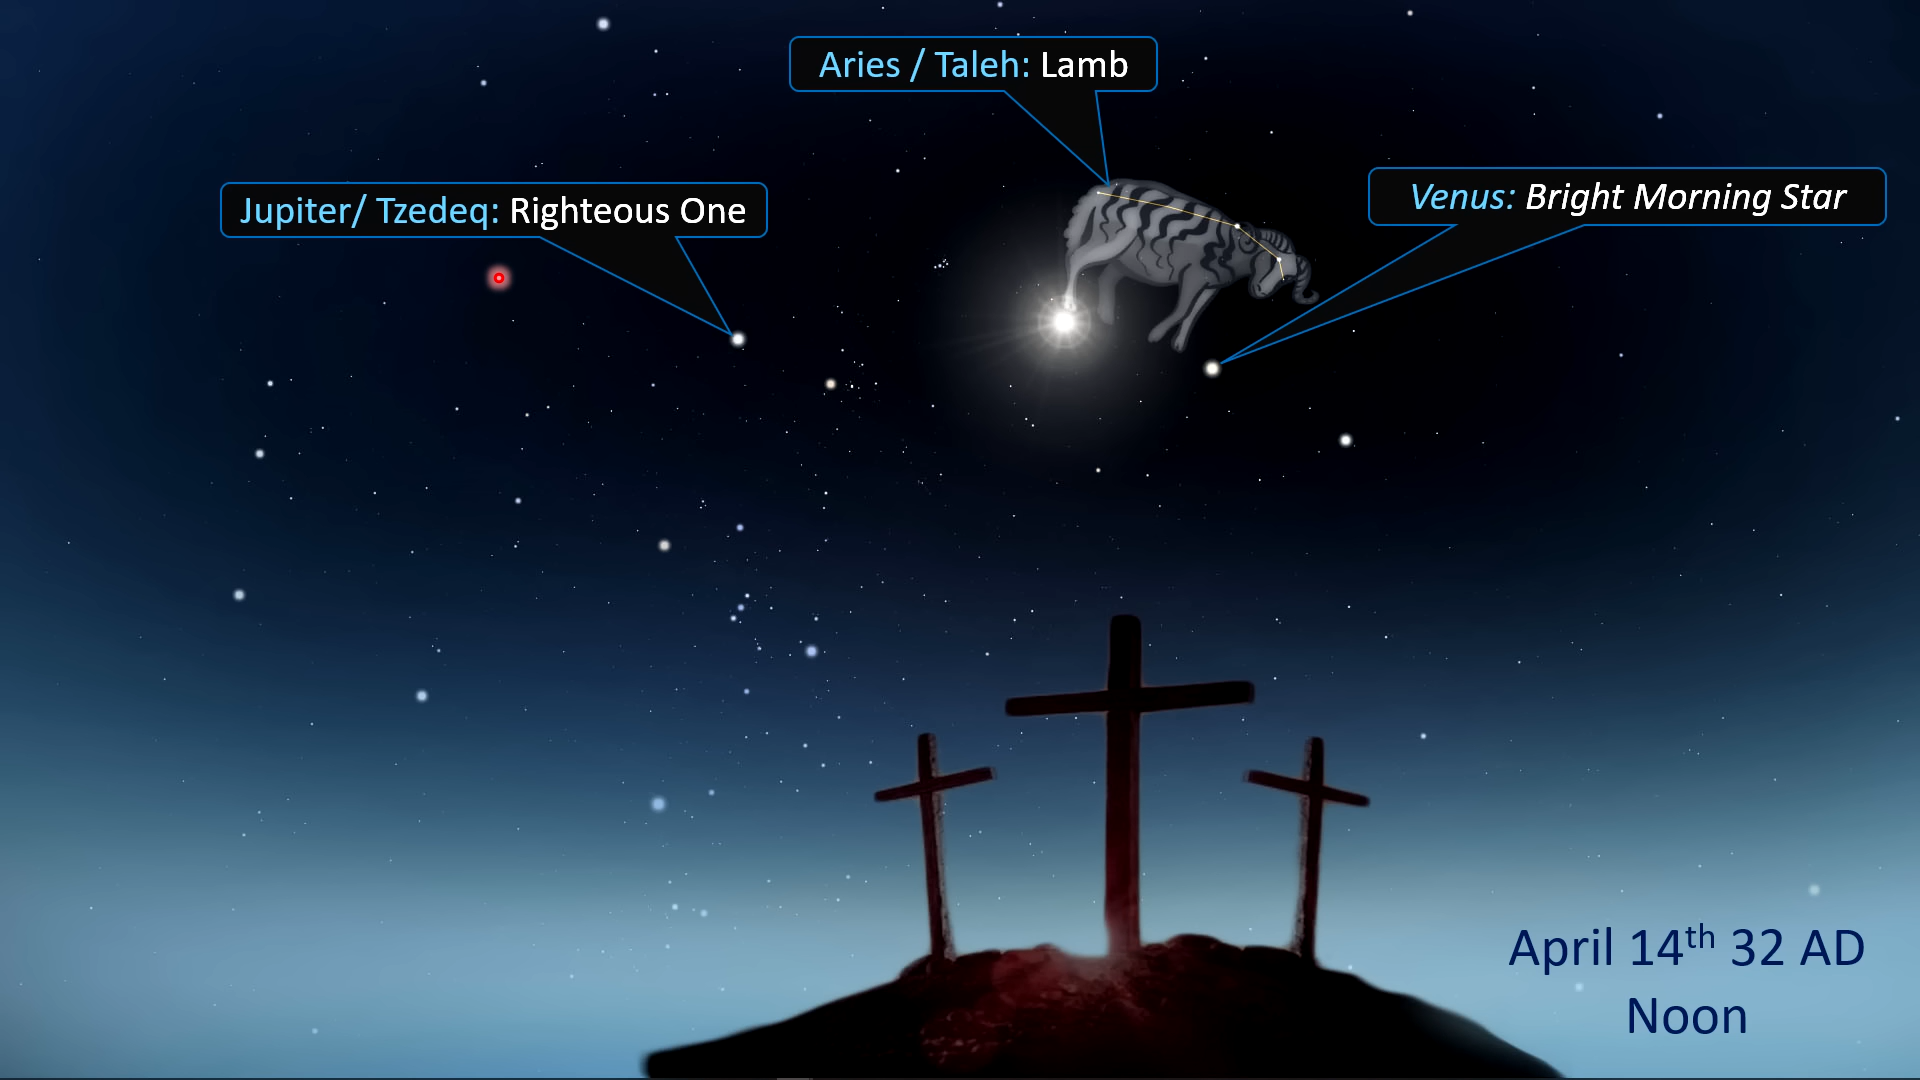 Aries / Taleh: Lamb
Jupiter/ Tzedeq: Righteous One
Venus: Bright Morning Star
April 14th 32 AD
Noon